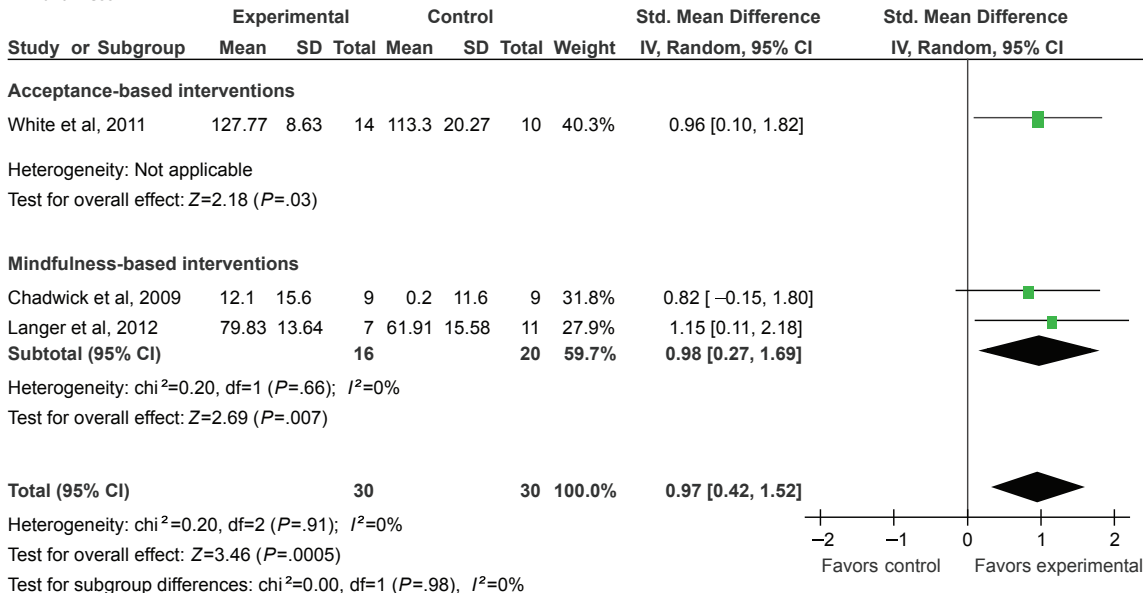 Experimental Control Std. Mean Difference Std. Mean Difference
Study or Subgroup Mean SD Total Mean SD Total Weight IV, Random, 95% CI IV, Random, 95% CI
Acceptance-based interventions
White et al, 2011 127.77 8.63 14 113.3 20.27 10 40.3% 0.96 [0.10, 1.82]
Heterogeneity: Not applicable
Test for overall effect: Z=2.18 (P=.03)
Mindfulness-based interventions
Chadwick et al, 2009 12.1 15.6 9 0.2 11.6 9 31.8% 0.82 [ –0.15, 1.80]
Langer et al, 2012 79.83 13.64 7 61.91 15.58 11 27.9% 1.15 [0.11, 2.18]
Subtotal (95% CI) 16 20 59.7% 0.98 [0.27, 1.69]
Heterogeneity: chi²=0.20, df=1 (P=.66); I²=0%
Test for overall effect: Z=2.69 (P=.007)
Total (95% CI) 30 30 100.0% 0.97 [0.42, 1.52]
Heterogeneity: chi²=0.20, df=2 (P=.91); I²=0%
Test for overall effect: Z=3.46 (P=.0005)
Test for subgroup differences: chi²=0.00, df=1 (P=.98), I²=0%
–2 –1 0 1 2
Favors control Favors experimental